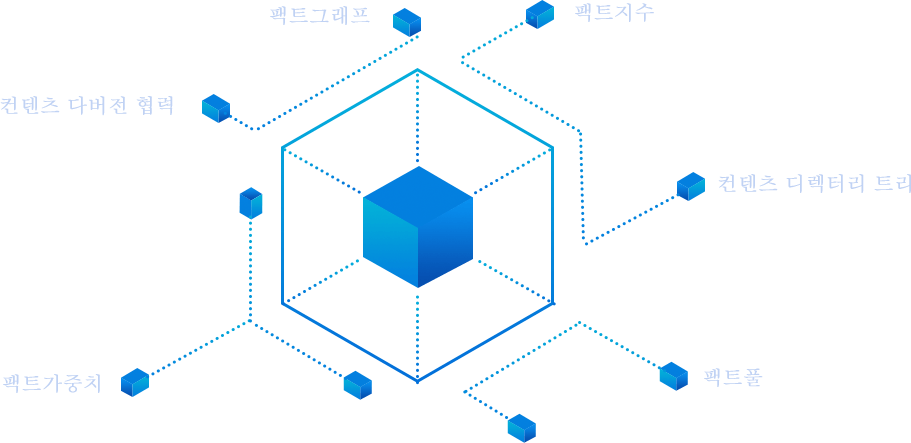 팩트그래프
팩트지수
컨텐츠 다버전 협력
컨텐츠 디렉터리 트리
팩트가중치
팩트풀